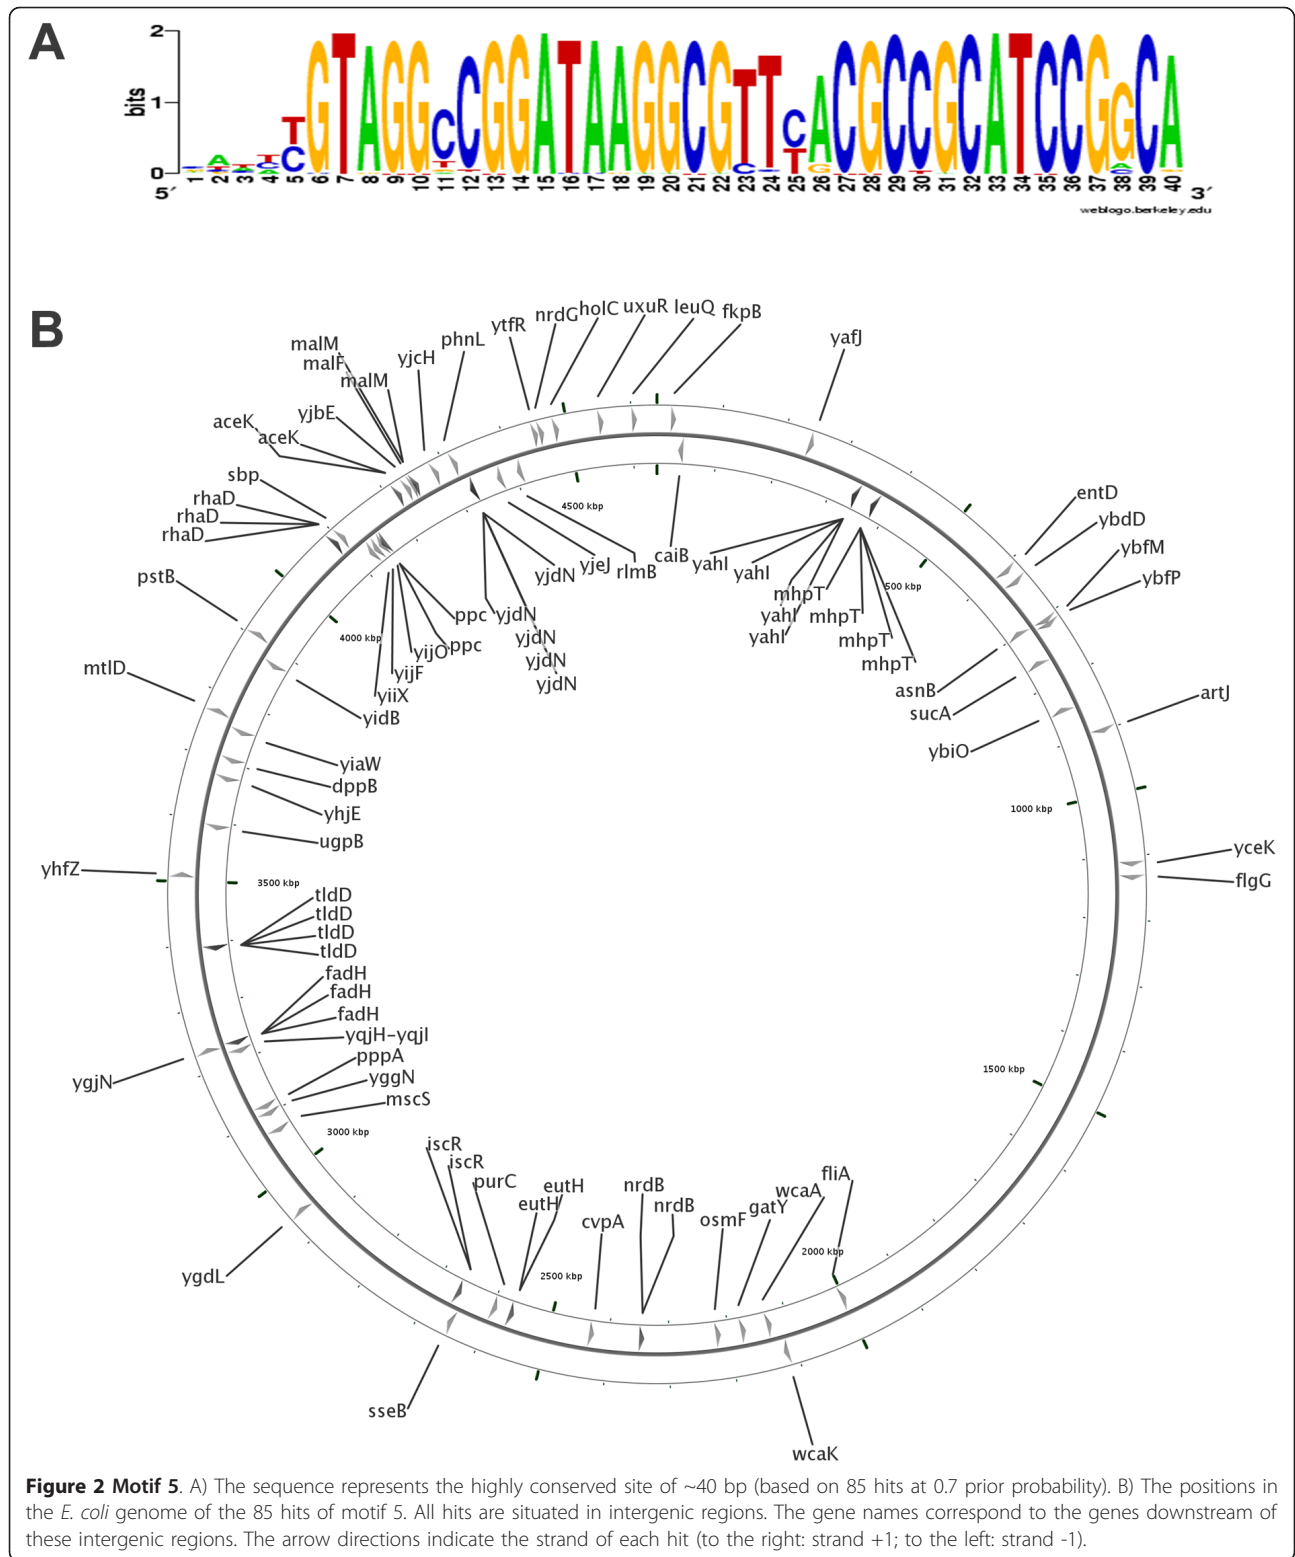 A
2
bits
1
0
T C C T C A G
GTAGGCCGGATAAGGCGTTCACGCCGCATCCGGCA
5′ 1 2 3 4 5 6 7 8 9 10 11 12 13 14 15 16 17 18 19 20 21 22 23 24 25 26 27 28 29 30 31 32 33 34 35 36 37 38 39 40 3′
weblogo.berkeley.edu
B
ytfR nrdG holC uxuR leuQ fkpB
malM malF malM yjcH phnL yafJ
aceK aceK yjbE
sbp
rhaD
rhaD
rhaD
pstB
mtlD
yhfZ
ygjN
ygdL
sseB
wcaK
entD
ybdD
ybfM
ybfP
artJ
yceK
flgG
4500 kbp
yjdN yjeJ rlmB caiB yahI yahI
500 kbp
mhpT
yahI mhpT
yahI mhpT
mhpT
ppc yjdN
yjdN
yjdN
yjdN
4000 kbp
yijO ppc
yijF
yiiX
yidB
asnB
sucA
ybiO
yiaW
dppB
yhjE
ugpB
1000 kbp
3500 kbp
tldD
tldD
tldD
tldD
fadH
fadH
fadH
yqjH-yqjI
pppA
yggN
mscS
1500 kbp
3000 kbp
iscR
iscR
purC
eutH
eutH
cvpA
nrdB
nrdB
osmF
gatY
wcaA
fliA
2000 kbp
2500 kbp
Figure 2 Motif 5. A) The sequence represents the highly conserved site of ~40 bp (based on 85 hits at 0.7 prior probability). B) The positions in
the E. coli genome of the 85 hits of motif 5. All hits are situated in intergenic regions. The gene names correspond to the genes downstream of
these intergenic regions. The arrow directions indicate the strand of each hit (to the right: strand +1; to the left: strand -1).